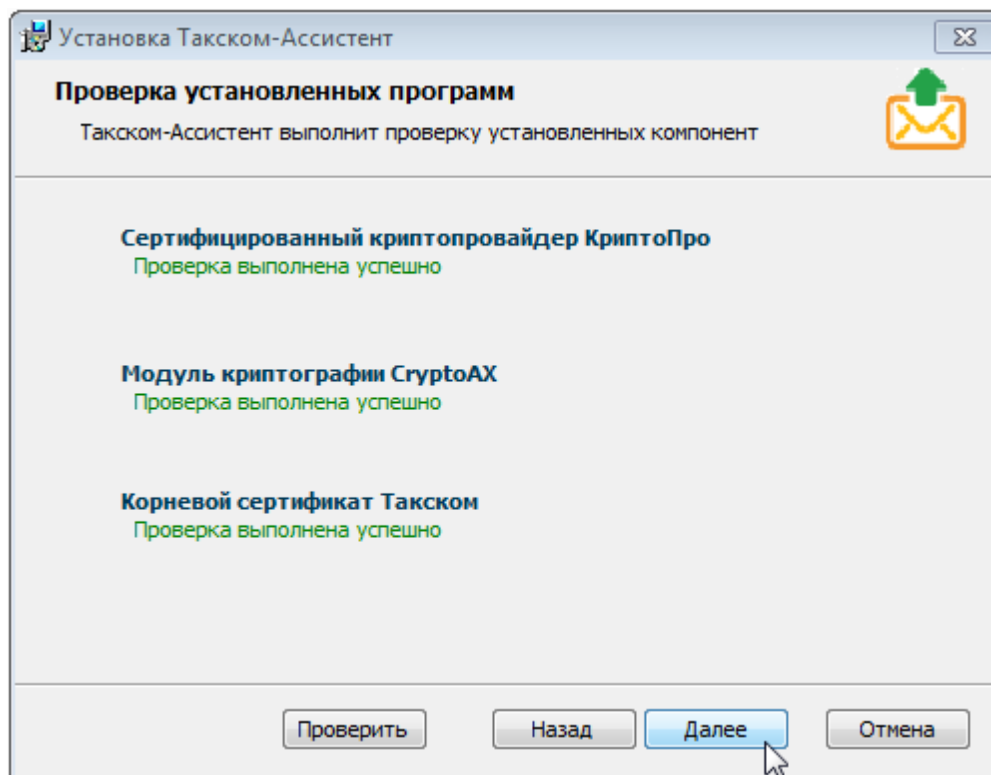 Установка Такском-Ассистент
Проверка установленных программ
Такском-Ассистент выполнит проверку установленных компонент
Сертифицированный криптопровайдер КриптоПро
Проверка выполнена успешно
Модуль криптографии CryptoAX
Проверка выполнена успешно
Корневой сертификат Такском
Проверка выполнена успешно
Проверить Назад Далее Отмена